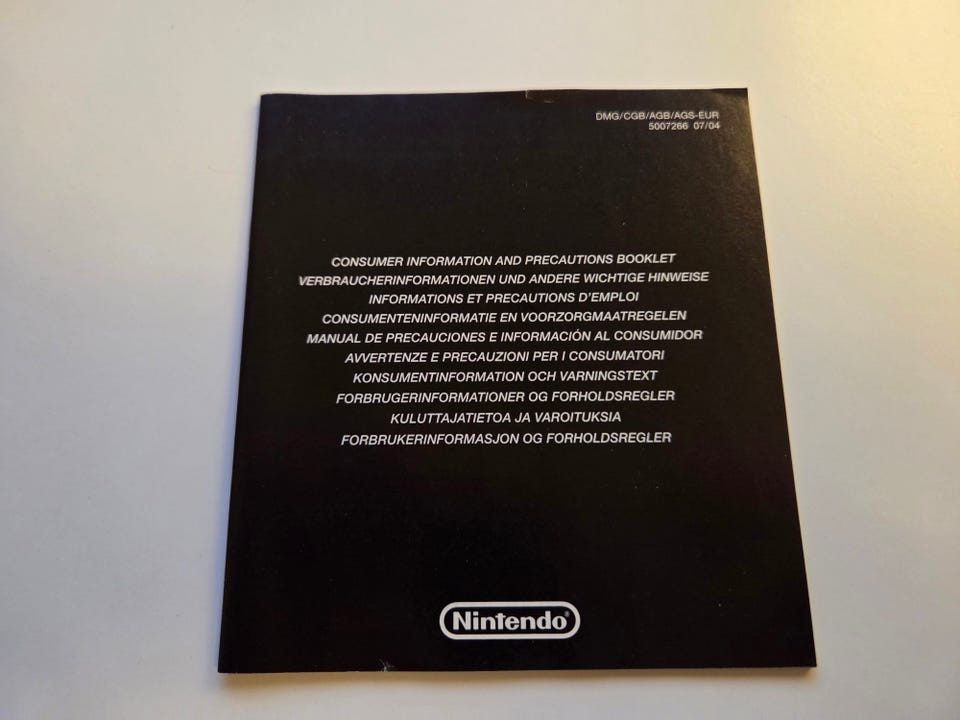 DMG/CGB/AGB/AGS-EUR
5007266 07/04
CONSUMER INFORMATION AND PRECAUTIONS BOOKLET
VERBRAUCHERINFORMATIONEN UND ANDERE WICHTIGE HINWEISE
INFORMATIONS ET PRECAUTIONS D'EMPLOI
CONSUMENTENINFORMATIE EN VOORZORGMAATREGELEN
MANUAL DE PRECAUCIONES E INFORMACIÓN AL CONSUMIDOR
AVVERTENZE E PRECAUZIONI PER I CONSUMATORI
KONSUMENTINFORMATION OCH VARNINGSTEXT
FORBRUGERINFORMATIONER OG FORHOLDSREGLER
KULUTTAJATIETOA JA VAROITUKSIA
FORBRUKERINFORMASJON OG FORHOLDSREGLER
Nintendo®